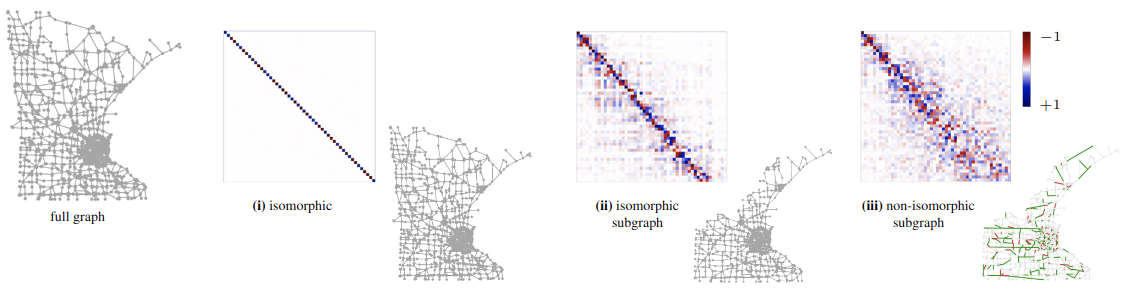 full graph
(i) isomorphic
(ii) isomorphic
subgraph
(iii) non-isomorphic
subgraph
−1
+1